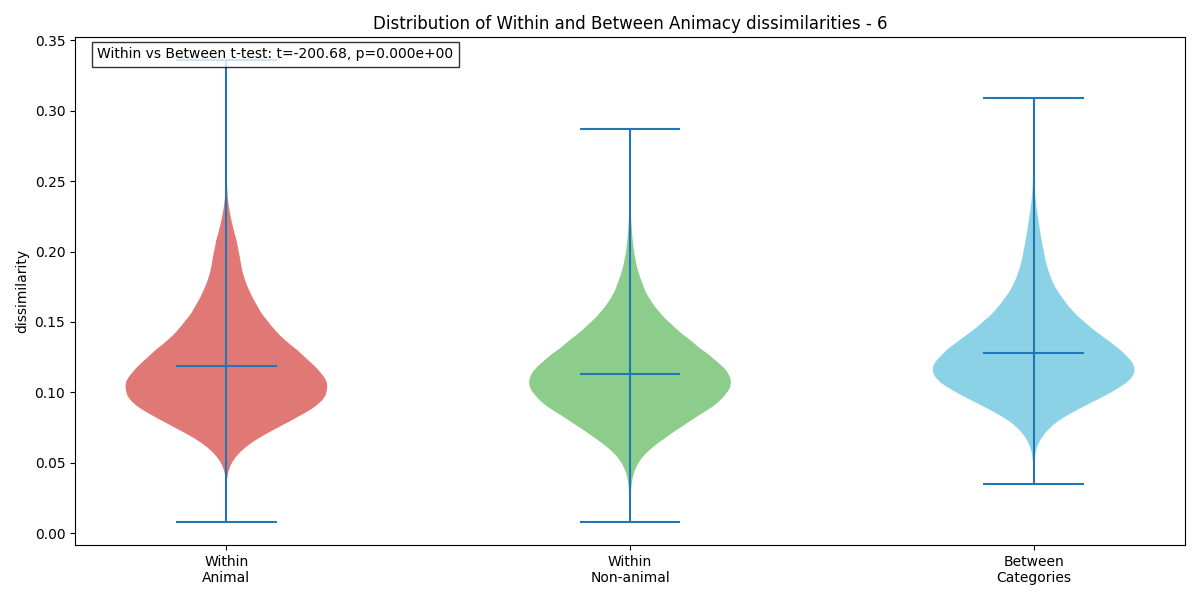 Distribution of Within and Between Animacy dissimilarities - 6
Within vs Between t-test: t=-200.68, p=0.000e+00
0.35
0.30
0.25
0.20
0.15
0.10
0.05
0.00
dissimilarity
Within
Animal
Within
Non-animal
Between
Categories